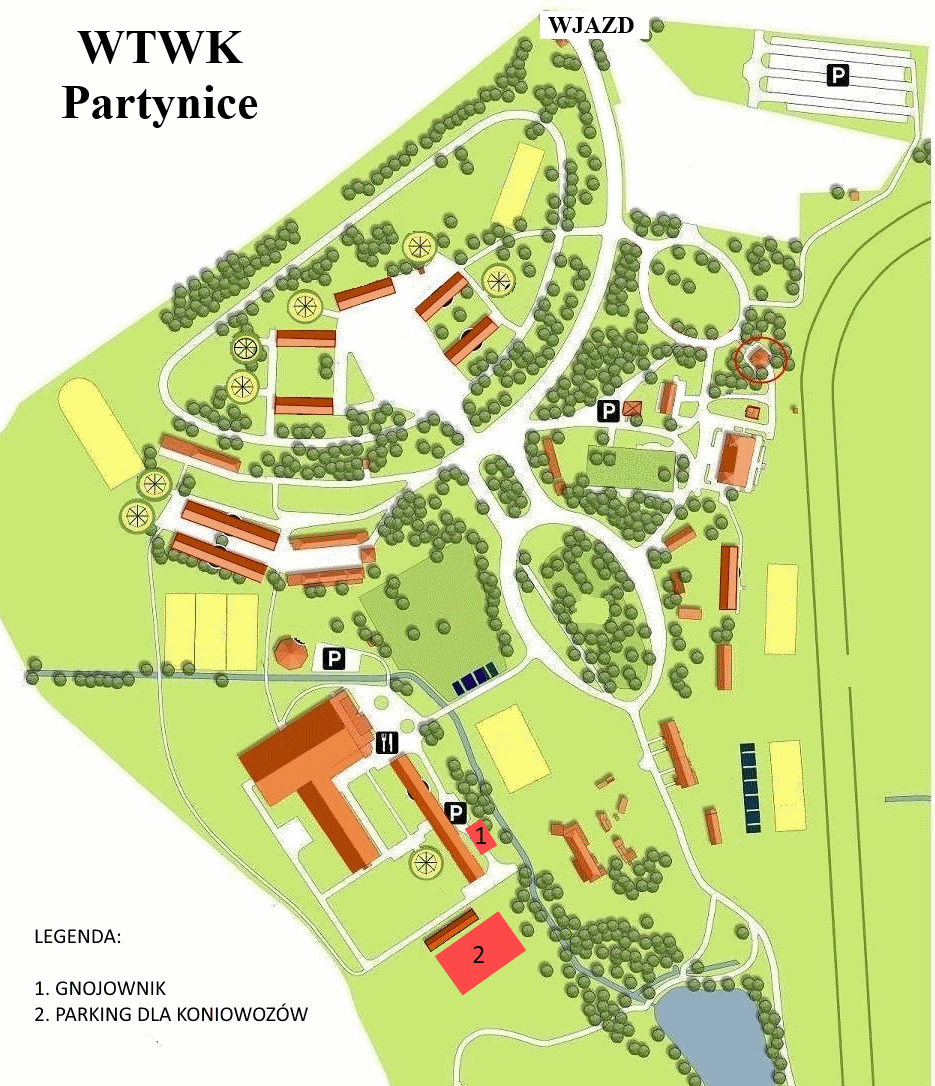 WJAZD
WTWK
Partynice
P
P
P
P
1
2
LEGENDA:
1. GNOJOWNIK
2. PARKING DLA KONIOWOZÓW